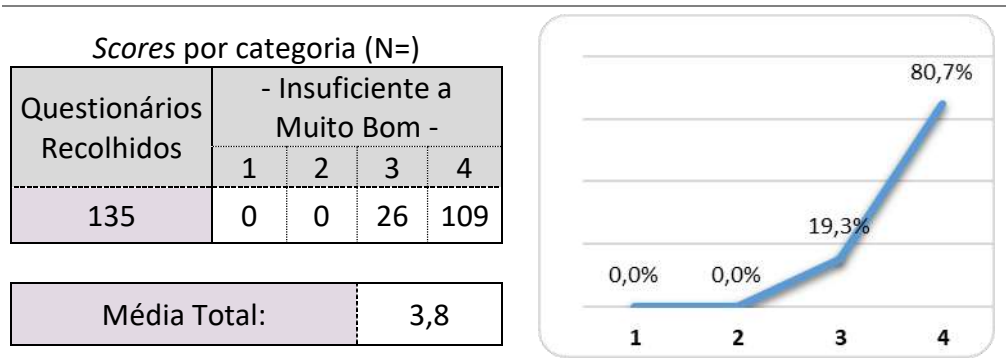 Scores por categoria (N=)
Questionários
Recolhidos
- Insuficiente a
Muito Bom -
1 2 3 4
135 0 0 26 109
Média Total: 3,8
80,7%
19,3%
0,0% 0,0%
1 2 3 4